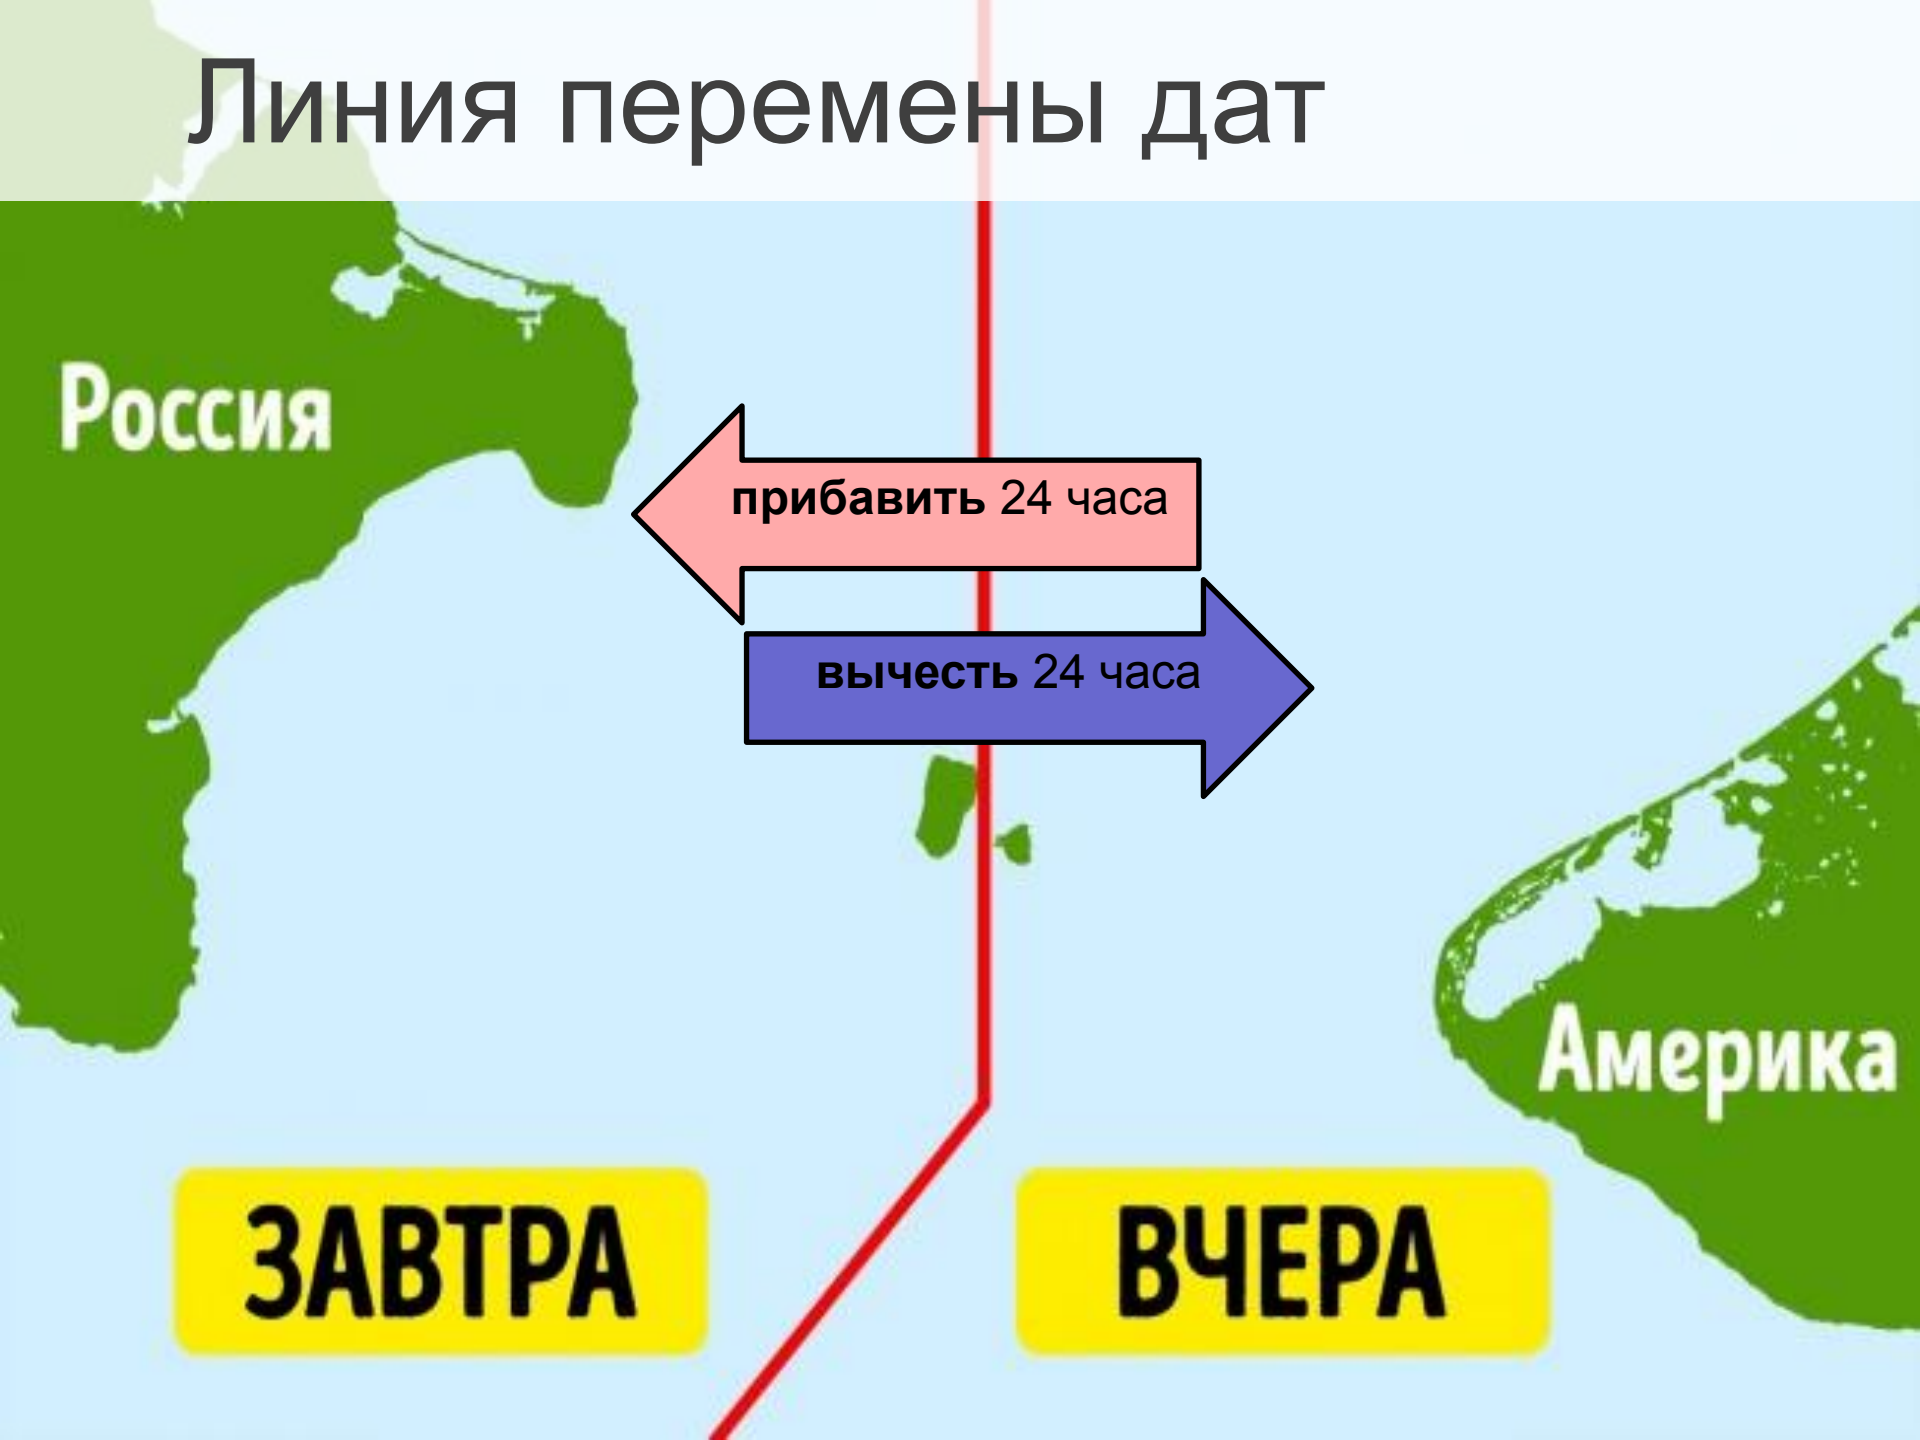 Линия перемены дат
Россия
прибавить 24 часа
вычесть 24 часа
Америка
ЗАВТРА
ВЧЕРА